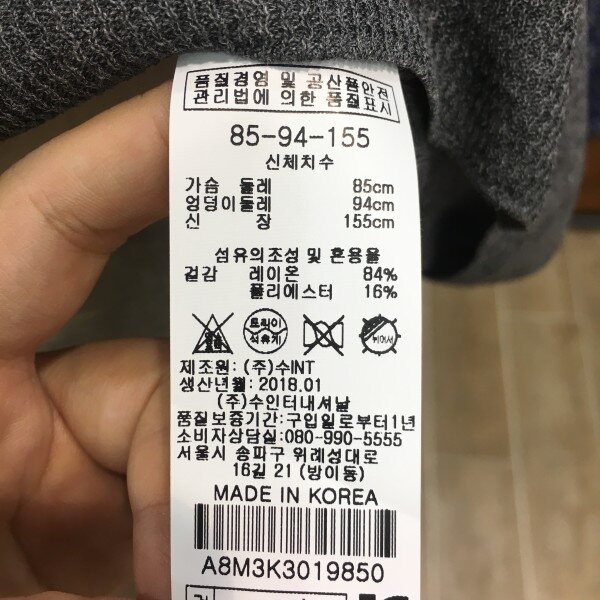 품질경영 및 공산품안전
관리법에 의한 품질표시
85-94-155
신체치수
가슴 둘레 85cm
엉덩이둘레 94cm
신 장 155cm
섬유의조성 및 혼용율
겉감 레이온 84%
폴리에스터 16%
드라이
석유계
제조원: (주)수INT
생산년월: 2018.01
(주)수인터내셔날
품질보증기간: 구입일로부터1년
소비자상담실: 080-990-5555
서울시 송파구 위례성대로
16길 21 (방이동)
MADE IN KOREA
A8M3K3019850